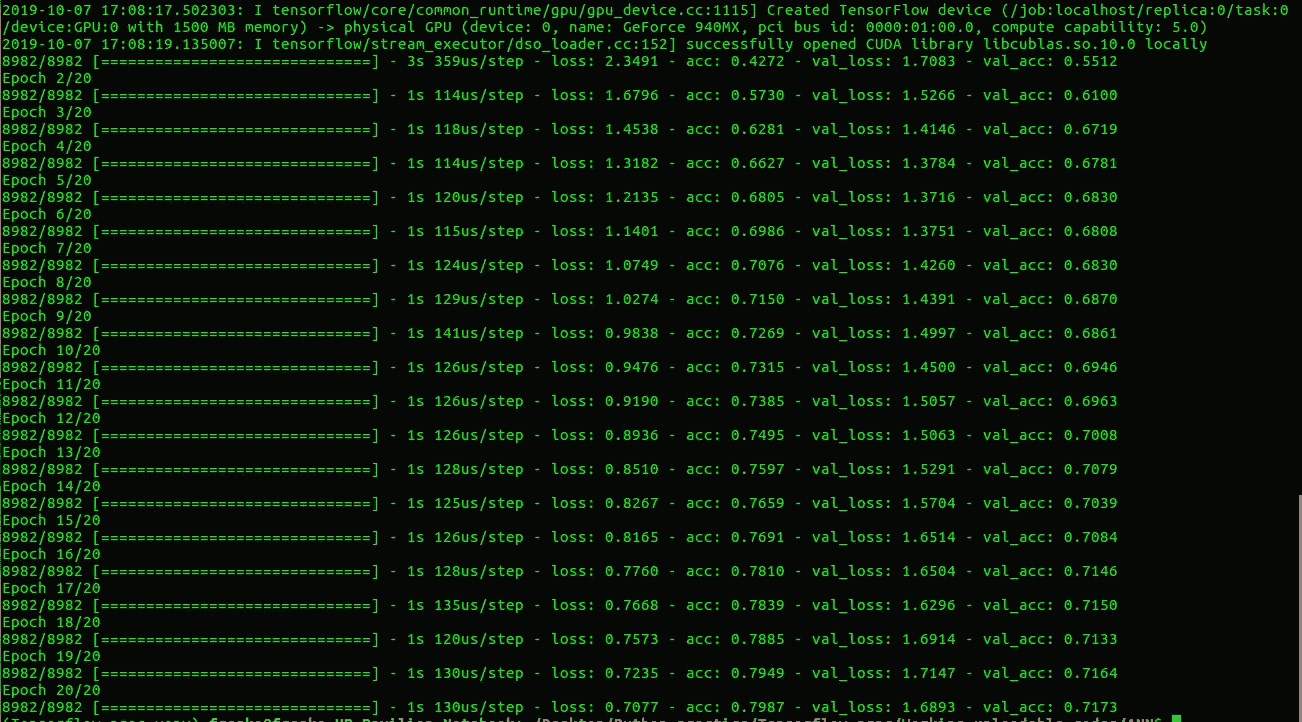 2019-10-07 17:08:17.502303: I tensorflow/core/common_runtime/gpu/gpu_device.cc:1115] Created TensorFlow device (/job:localhost/replica:0/task:0
/device:GPU:0 with 1500 MB memory) -> physical GPU (device: 0, name: GeForce 940MX, pci bus id: 0000:01:00.0, compute capability: 5.0)
2019-10-07 17:08:19.135007: I tensorflow/stream_executor/dso_loader.cc:152] successfully opened CUDA library libcublas.so.10.0 locally
8982/8982 [==============================] - 3s 359us/step - loss: 2.3491 - acc: 0.4272 - val_loss: 1.7083 - val_acc: 0.5512
Epoch 2/20
8982/8982 [==============================] - 1s 114us/step - loss: 1.6796 - acc: 0.5730 - val_loss: 1.5266 - val_acc: 0.6100
Epoch 3/20
8982/8982 [==============================] - 1s 118us/step - loss: 1.4538 - acc: 0.6281 - val_loss: 1.4146 - val_acc: 0.6719
Epoch 4/20
8982/8982 [==============================] - 1s 114us/step - loss: 1.3182 - acc: 0.6627 - val_loss: 1.3784 - val_acc: 0.6781
Epoch 5/20
8982/8982 [==============================] - 1s 120us/step - loss: 1.2135 - acc: 0.6805 - val_loss: 1.3716 - val_acc: 0.6830
Epoch 6/20
8982/8982 [==============================] - 1s 115us/step - loss: 1.1401 - acc: 0.6986 - val_loss: 1.3751 - val_acc: 0.6808
Epoch 7/20
8982/8982 [==============================] - 1s 124us/step - loss: 1.0749 - acc: 0.7076 - val_loss: 1.4260 - val_acc: 0.6830
Epoch 8/20
8982/8982 [==============================] - 1s 129us/step - loss: 1.0274 - acc: 0.7150 - val_loss: 1.4391 - val_acc: 0.6870
Epoch 9/20
8982/8982 [==============================] - 1s 141us/step - loss: 0.9838 - acc: 0.7269 - val_loss: 1.4997 - val_acc: 0.6861
Epoch 10/20
8982/8982 [==============================] - 1s 126us/step - loss: 0.9476 - acc: 0.7315 - val_loss: 1.4500 - val_acc: 0.6946
Epoch 11/20
8982/8982 [==============================] - 1s 126us/step - loss: 0.9190 - acc: 0.7385 - val_loss: 1.5057 - val_acc: 0.6963
Epoch 12/20
8982/8982 [==============================] - 1s 126us/step - loss: 0.8936 - acc: 0.7495 - val_loss: 1.5063 - val_acc: 0.7008
Epoch 13/20
8982/8982 [==============================] - 1s 128us/step - loss: 0.8510 - acc: 0.7597 - val_loss: 1.5291 - val_acc: 0.7079
Epoch 14/20
8982/8982 [==============================] - 1s 125us/step - loss: 0.8267 - acc: 0.7659 - val_loss: 1.5704 - val_acc: 0.7039
Epoch 15/20
8982/8982 [==============================] - 1s 126us/step - loss: 0.8165 - acc: 0.7691 - val_loss: 1.6514 - val_acc: 0.7084
Epoch 16/20
8982/8982 [==============================] - 1s 128us/step - loss: 0.7760 - acc: 0.7810 - val_loss: 1.6504 - val_acc: 0.7146
Epoch 17/20
8982/8982 [==============================] - 1s 135us/step - loss: 0.7668 - acc: 0.7839 - val_loss: 1.6296 - val_acc: 0.7150
Epoch 18/20
8982/8982 [==============================] - 1s 120us/step - loss: 0.7573 - acc: 0.7885 - val_loss: 1.6914 - val_acc: 0.7133
Epoch 19/20
8982/8982 [==============================] - 1s 130us/step - loss: 0.7235 - acc: 0.7949 - val_loss: 1.7147 - val_acc: 0.7164
Epoch 20/20
8982/8982 [==============================] - 1s 130us/step - loss: 0.7077 - acc: 0.7987 - val_loss: 1.6893 - val_acc: 0.7173